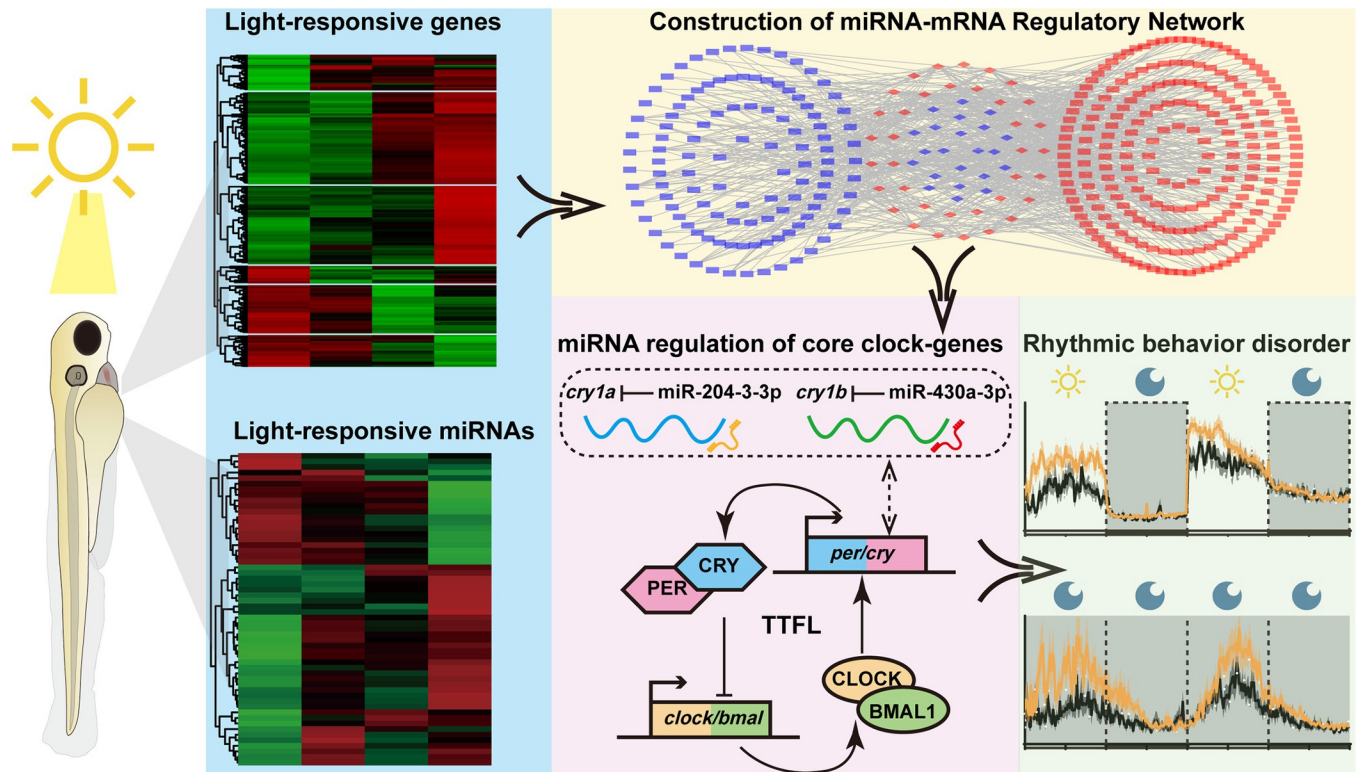 Light-responsive genes
Construction of miRNA-mRNA Regulatory Network
Light-responsive miRNAs
miRNA regulation of core clock-genes
cry1a miR-204-3-3p cry1b miR-430a-3p
per/cry
CRY
PER
TTFL
CLOCK
BMAL1
clock/bmal
Rhythmic behavior disorder